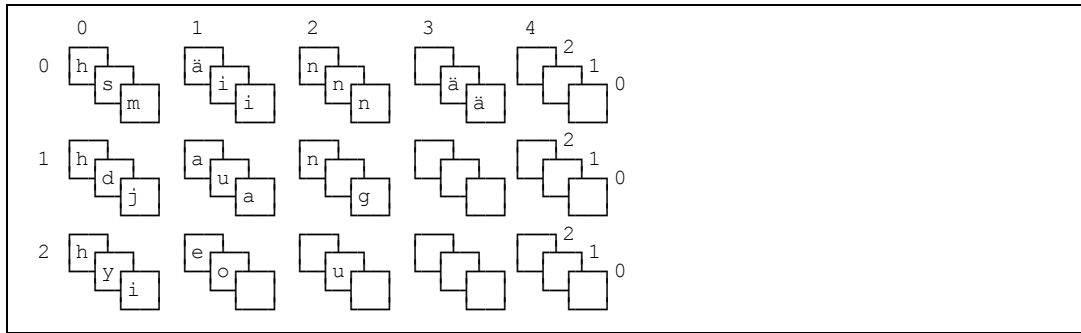 0 1 2 3 4
0 h ä n 2
s i n ä 1
m i n ä 0
1 h a n 2
d u 1
j a g 0
2 h e 2
y o u 1
i 0